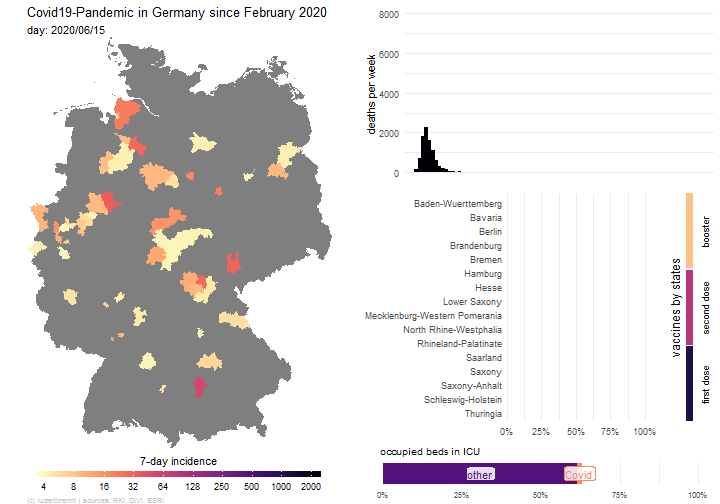 Covid19-Pandemic in Germany since February 2020
day: 2020/06/15
7-day incidence
4 8 16 32 64 125 250 500 1000 2000
(c) /u/zeitbrennt | sources: RKI, DIVI, ESRI
deaths per week
8000
6000
4000
2000
0
Baden-Wuerttemberg
Bavaria
Berlin
Brandenburg
Bremen
Hamburg
Hesse
Lower Saxony
Mecklenburg-Western Pomerania
North Rhine-Westphalia
Rhineland-Palatinate
Saarland
Saxony
Saxony-Anhalt
Schleswig-Holstein
Thuringia
0% 25% 50% 75% 100%
vaccines by states
booster
second dose
first dose
occupied beds in ICU
other Covid
0% 25% 50% 75% 100%